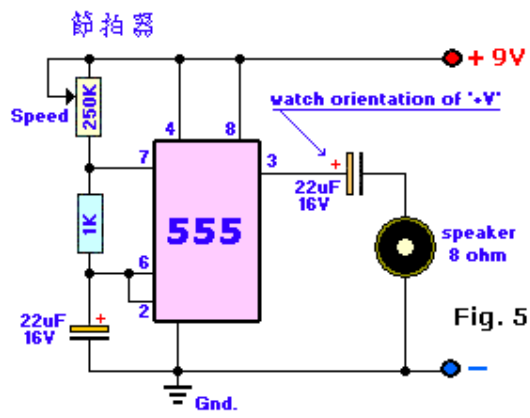 節拍器
+ 9V
Speed
250K
watch orientation of "+V"
4
8
7
3
+
22uF
16V
1K
555
speaker
8 ohm
6
2
22uF
16V
+
Fig. 5
Gnd.
−